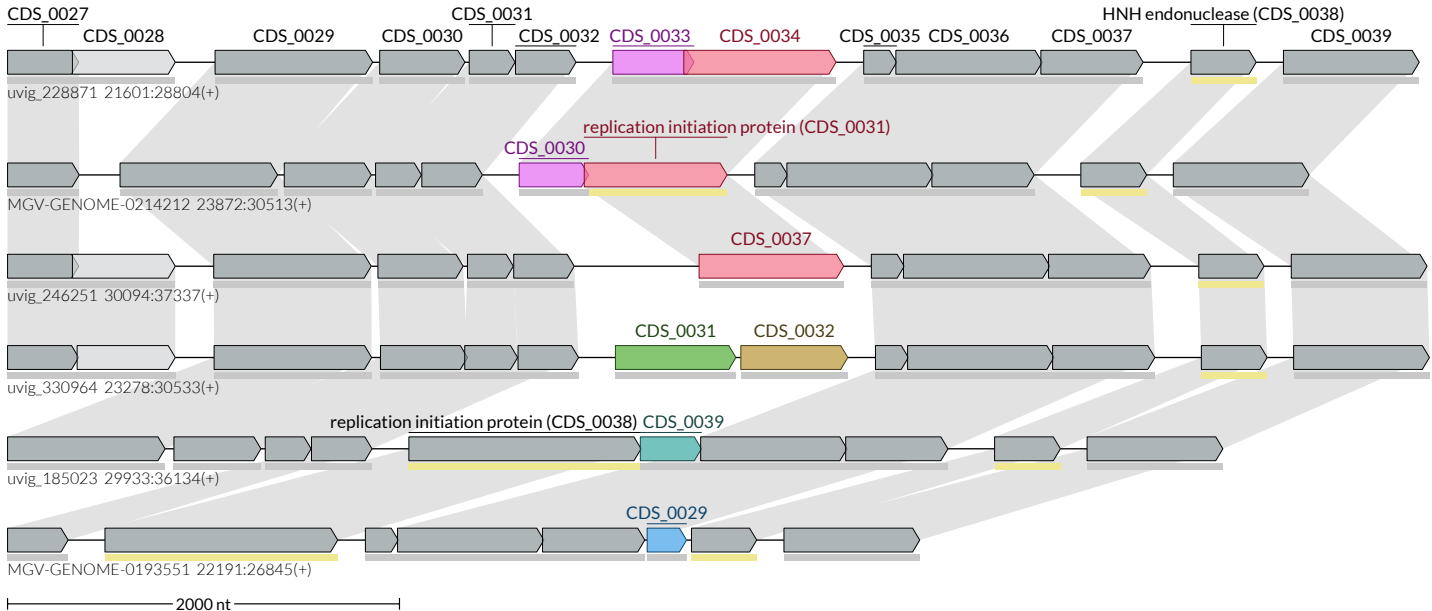 CDS_0027 CDS_0031 HNH endonuclease (CDS_0038)
CDS_0028 CDS_0029 CDS_0030 CDS_0032 CDS_0033 CDS_0034 CDS_0035 CDS_0036 CDS_0037 CDS_0039
uvig_228871 21601:28804(+)
replication initiation protein (CDS_0031)
CDS_0030
MGV-GENOME-0214212 23872:30513(+)
CDS_0037
uvig_246251 30094:37337(+)
CDS_0031 CDS_0032
uvig_330964 23278:30533(+)
replication initiation protein (CDS_0038) CDS_0039
uvig_185023 29933:36134(+)
CDS_0029
MGV-GENOME-0193551 22191:26845(+)
2000 nt